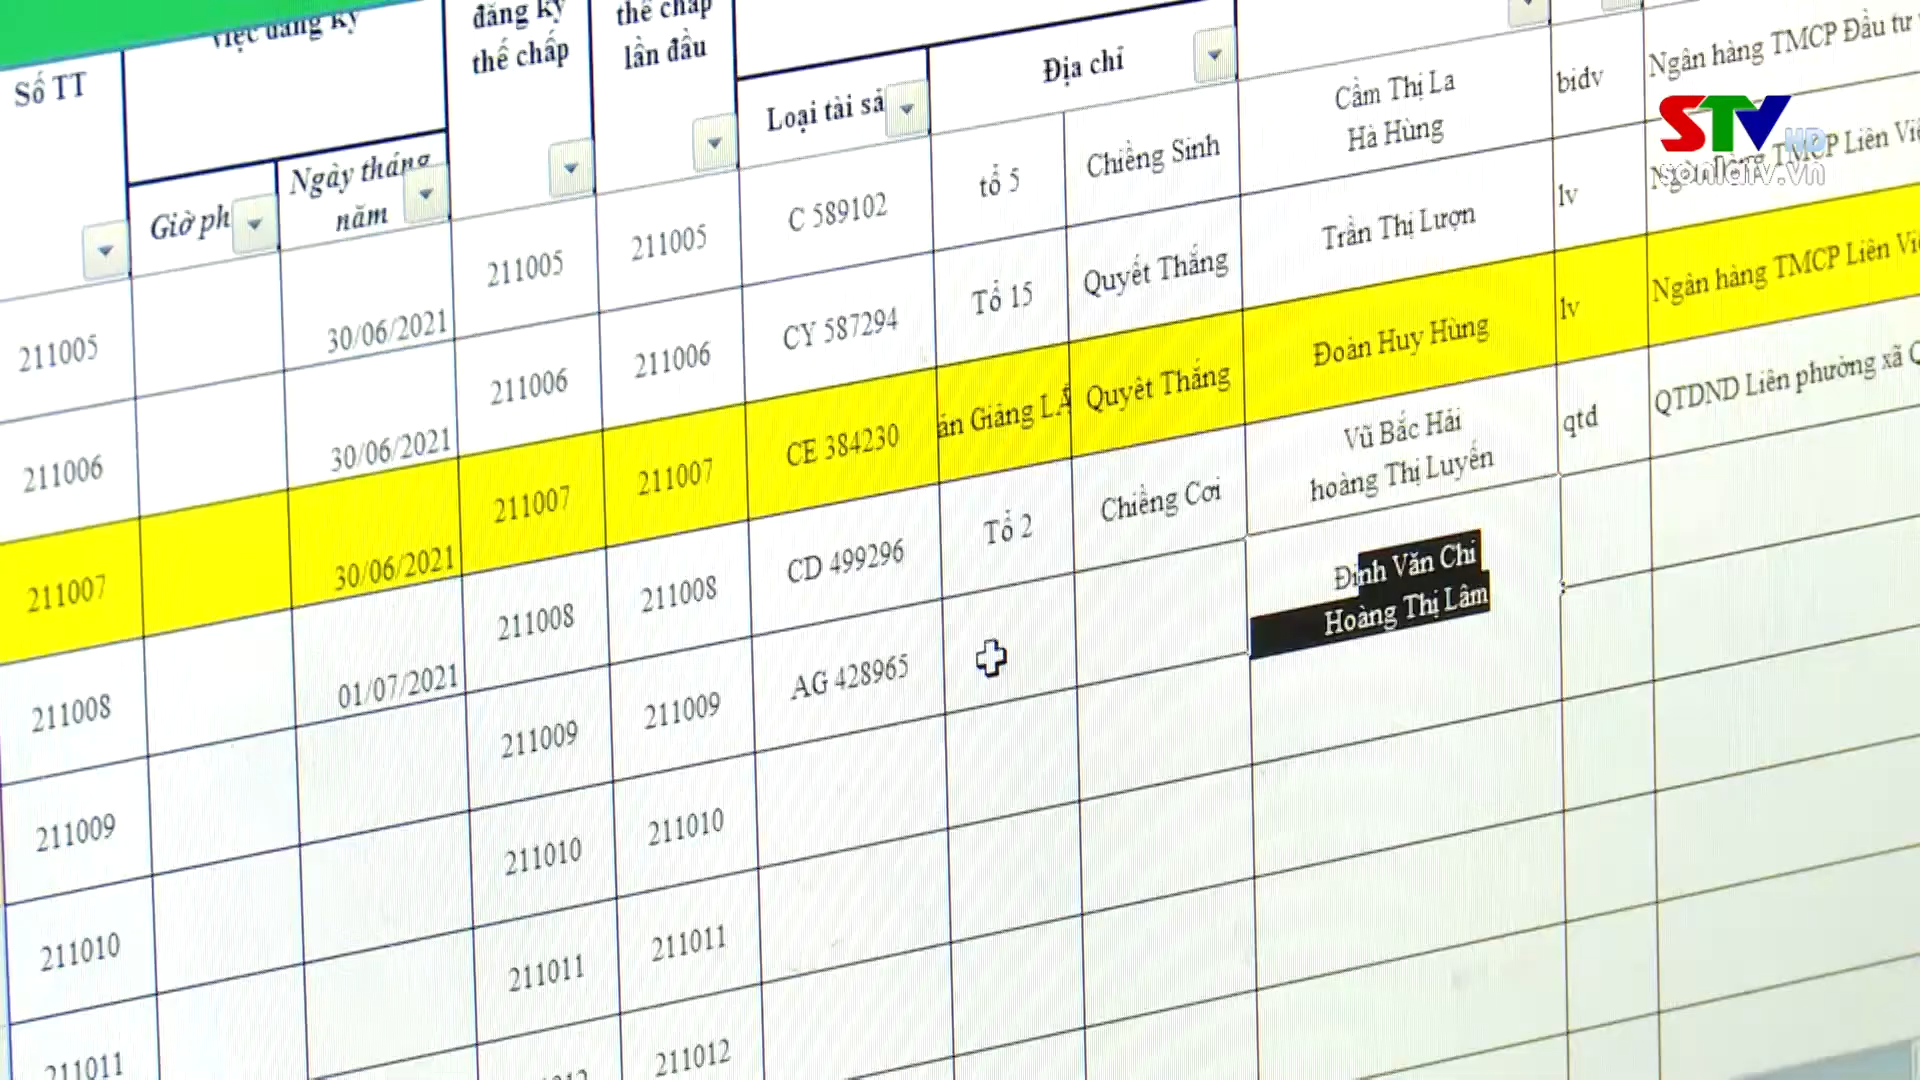 việc đăng ký
đăng ký
thế chấp
thế chấp
lần đầu
Số TT
Giờ ph
Ngày tháng
năm
Loại tài sả
Địa chỉ
211005 30/06/2021 211005 211005 C 589102 tổ 5 Chiềng Sinh Cầm Thị La bidv Ngân hàng TMCP Đầu tư
Hà Hùng
211006 30/06/2021 211006 211006 CY 587294 Tổ 15 Quyết Thắng Trần Thị Lượn lv TMCP Liên Việ
211007 30/06/2021 211007 211007 CE 384230 án Giảng LẮ Quyết Thắng Đoàn Huy Hùng lv Ngân hàng TMCP Liên Việ
211008 01/07/2021 211008 211008 CD 499296 Tổ 2 Chiềng Cơi Vũ Bắc Hải qtd QTDND Liên phường xã
hoàng Thị Luyến
211009 211009 211009 AG 428965 Đinh Văn Chi
Hoàng Thị Lâm
211010 211010 211010
211011 211011 211011
211012
STV HD
sonlatv.vn